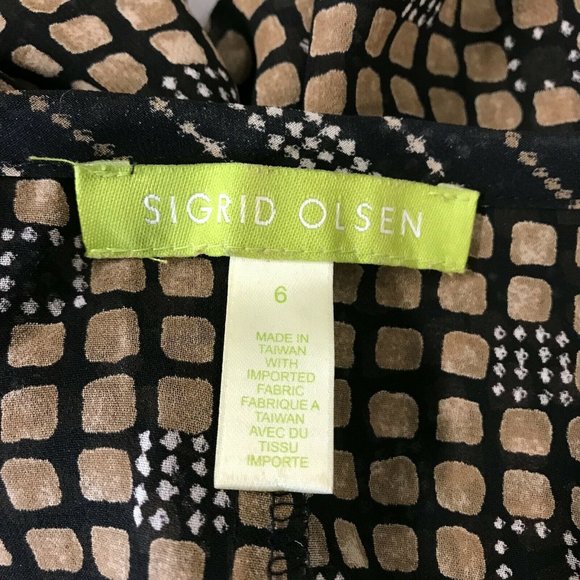 SIGRID OLSEN
6
MADE IN
TAIWAN
WITH
IMPORTED
FABRIC
FABRIQUE A
TAIWAN
AVEC DU
TISSU
IMPORTE